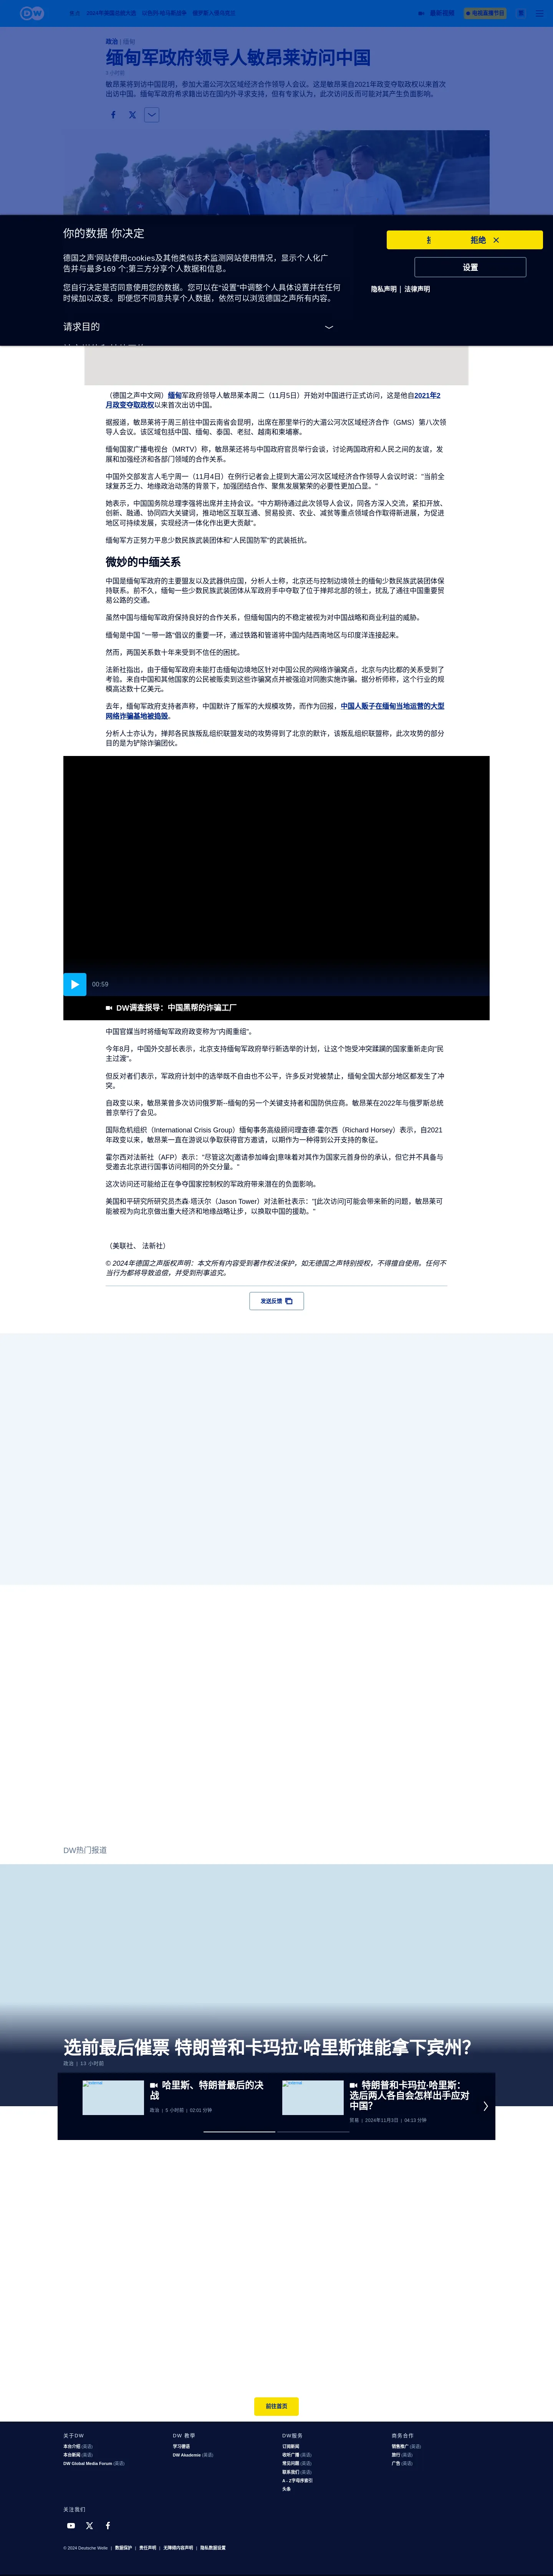 DW
2024年美国总统大选
以色列-哈马斯战争
俄罗斯入侵乌克兰
最新视频
电视直播节目
政治 | 缅甸
缅甸军政府领导人敏昂莱访问中国
敏昂莱将到访中国昆明，参加大湄公河次区域经济合作领导人会议。这是敏昂莱自2021年政变夺取政权以来首次
出访中国。缅甸军政府希求踏出访在国内外寻求支持，但有专家认为，此次访问反而可能对其产生负面影响。
你的数据 你决定
拒绝
德国之声'网站使用cookies及其他类似技术监测网站使用情况，显示个人化广
告并与最多169 个;第三方分享个人数据和信息。
设置
您自行决定是否同意使用您的数据。您可以在“设置”中调整个人具体设置并在任何
时候加以改变。即使您不同意共享个人数据，依然可以浏览德国之声所有内容。
隐私声明 | 法律声明
请求目的
（德国之声中文网）缅甸军政府领导人敏昂莱本周二（11月5日）开始对中国进行正式访问，这是他自2021年2
月政变夺取政权以来首次出访中国。
据报道，敏昂莱将于周三前往中国云南省会昆明，出席在那里举行的大湄公河次区域经济合作（GMS）第八次领
导人会议。该区域包括中国、缅甸、泰国、老挝、越南和柬埔寨。
缅甸国家广播电视台（MRTV）称，敏昂莱还将与中国政府官员举行会谈，讨论两国政府和人民之间的友谊，发
展和加强经济和各部门领域的合作关系。
中国外交部发言人毛宁周一（11月4日）在例行记者会上提到大湄公河次区域经济合作领导人会议时说："当前全
球复苏乏力、地缘政治动荡的背景下，加强团结合作、聚焦发展繁荣的必要性更加凸显。"
她表示，中国国务院总理李强将出席并主持会议。"中方期待通过此次领导人会议，同各方深入交流，紧扣开放、
创新、融通、协同四大关键词，推动地区互联互通、贸易投资、农业、减贫等重点领域合作取得新进展，为促进
地区可持续发展，实现经济一体化作出更大贡献"。
缅甸军方正努力平息少数民族武装团体和"人民国防军"的武装抵抗。
微妙的中缅关系
中国是缅甸军政府的主要盟友以及武器供应国，分析人士称，北京还与控制边境领土的缅甸少数民族武装团体保
持联系。前不久，缅甸一些少数民族武装团体从军政府手中夺取了位于掸邦北部的领土，扰乱了通往中国重要贸
易公路的交通。
虽然中国与缅甸军政府保持良好的合作关系，但缅甸国内的不稳定被视为对中国战略和商业利益的威胁。
缅甸是中国 "一带一路"倡议的重要一环，通过铁路和管道将中国内陆西南地区与印度洋连接起来。
然而，两国关系数十年来受到不信任的困扰。
法新社指出，由于缅甸军政府未能打击缅甸边境地区针对中国公民的网络诈骗窝点，北京与内比都的关系受到了
考验。来自中国和其他国家的公民被贩卖到这些诈骗窝点并被强迫对同胞实施诈骗。据分析师称，这个行业的规
模高达数十亿美元。
去年，缅甸军政府支持者声称，中国默许了叛军的大规模攻势，而作为回报，中国人贩子在缅甸当地运营的大型
网络诈骗基地被捣毁。
分析人士亦认为，掸邦各民族叛乱组织联盟发动的攻势得到了北京的默许，该叛乱组织联盟称，此次攻势的部分
目的是为铲除诈骗团伙。
00:59
DW调查报导：中国黑帮的诈骗工厂
中国官媒当时将缅甸军政府政变称为"内阁重组"。
今年8月，中国外交部长表示，北京支持缅甸军政府举行新选举的计划，让这个饱受冲突蹂躏的国家重新走向"民
主过渡"。
但反对者们表示，军政府计划中的选举既不自由也不公平，许多反对党被禁止，缅甸全国大部分地区都发生了冲
突。
自政变以来，敏昂莱曾多次访问俄罗斯--缅甸的另一个关键支持者和国防供应商。敏昂莱在2022年与俄罗斯总统
普京举行了会见。
国际危机组织（International Crisis Group）缅甸事务高级顾问理查德·霍尔西（Richard Horsey）表示，自2021
年政变以来，敏昂莱一直在游说以争取获得官方邀请，以期作为一种得到公开支持的象征。
霍尔西对法新社（AFP）表示："尽管这次[邀请参加峰会]意味着对其作为国家元首身份的承认，但它并不具备与
受邀去北京进行国事访问相同的外交分量。"
这次访问还可能给正在争夺国家控制权的军政府带来潜在的负面影响。
美国和平研究所研究员杰森·塔沃尔（Jason Tower）对法新社表示："[此次访问]可能会带来新的问题，敏昂莱可
能被视为向北京做出重大经济和地缘战略让步，以换取中国的援助。"
（美联社、 法新社）
© 2024年德国之声版权声明：本文所有内容受到著作权法保护，如无德国之声特别授权，不得擅自使用。任何不
当行为都将导致追偿，并受到刑事追究。
发送反馈
DW热门报道
选前最后催票 特朗普和卡玛拉·哈里斯谁能拿下宾州?
政治 | 13 小时前
哈里斯、特朗普最后的决
战
政治 | 5 小时前 | 02:01 分钟
特朗普和卡玛拉·哈里斯：
选后两人各自会怎样出手应对
中国?
贸易 | 2024年11月3日 | 04:13 分钟
前往首页
关于DW
本台介绍 (英语)
本台新闻 (英语)
DW Global Media Forum (英语)
DW 教学
学习德语
DW Akademie (英语)
DW服务
订阅新闻
收听广播 (英语)
常见问题 (英语)
联系我们 (英语)
A - Z字母序索引
头条
商务合作
销售推广 (英语)
旅行 (英语)
广告 (英语)
关注我们
© 2024 Deutsche Welle | 数据保护 | 责任声明 | 无障碍内容声明 | 隐私数据设置